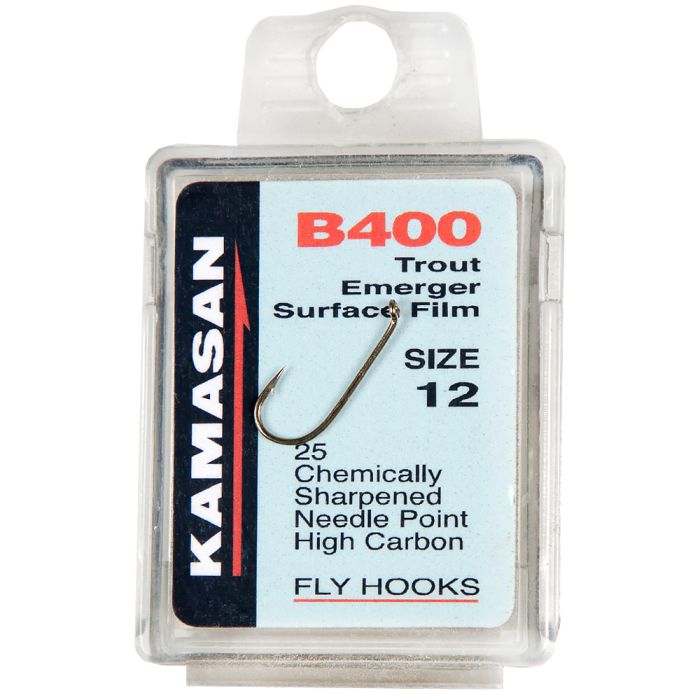 KAMASAN
B400
Trout
Emerger
Surface Film
SIZE
12
25
Chemically
Sharpened
Needle Point
High Carbon
FLY HOOKS